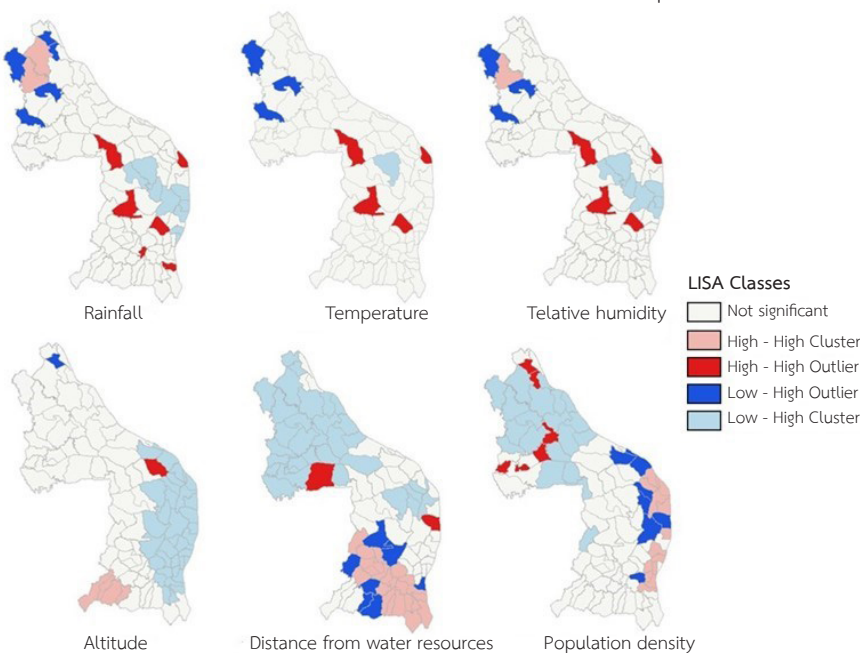 Rainfall
Temperature
Telative humidity
LISA Classes
Not significant
High - High Cluster
High - High Outlier
Low - High Outlier
Low - High Cluster
Altitude
Distance from water resources
Population density